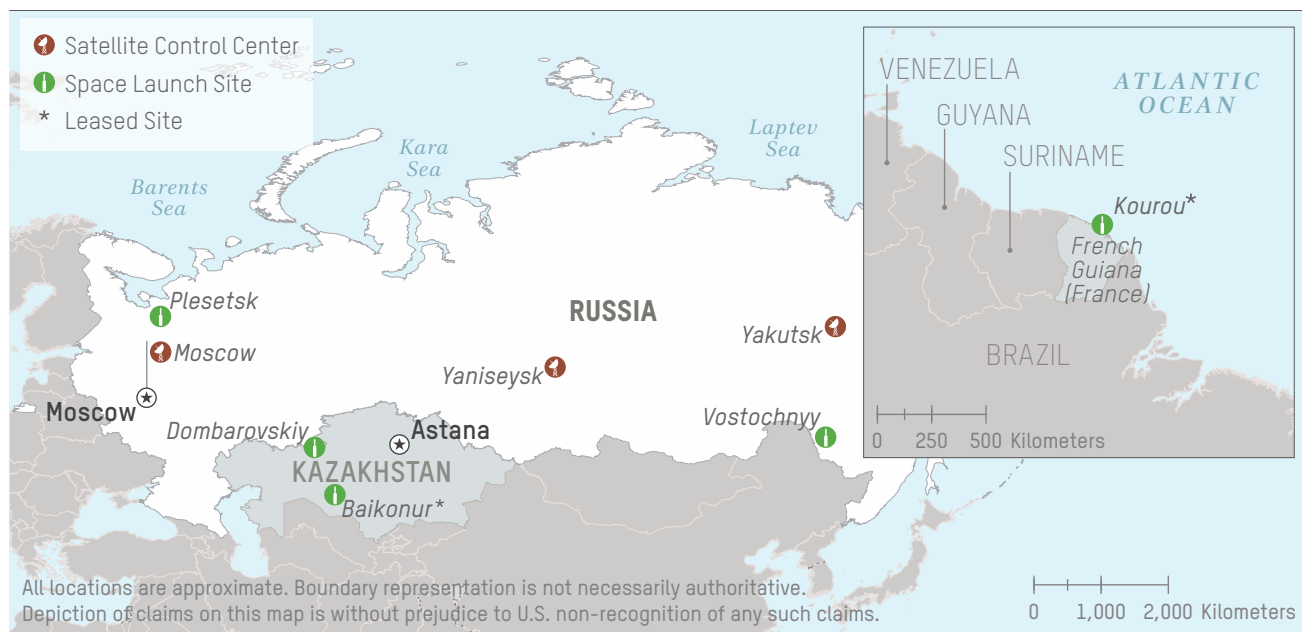 Satellite Control Center
Space Launch Site
* Leased Site
Barents
Sea
Kara
Sea
Laptev
Sea
Plesetsk
Moscow
Moscow
RUSSIA
Yaniseysk
Yakutsk
Vostochnyy
Dombarovskiy
Astana
KAZAKHSTAN
Baikonur*
VENEZUELA
GUYANA
SURINAME
ATLANTIC
OCEAN
Kourou*
French
Guiana
(France)
BRAZIL
0 250 500 Kilometers
All locations are approximate. Boundary representation is not necessarily authoritative.
Depiction of claims on this map is without prejudice to U.S. non-recognition of any such claims.
0 1,000 2,000 Kilometers